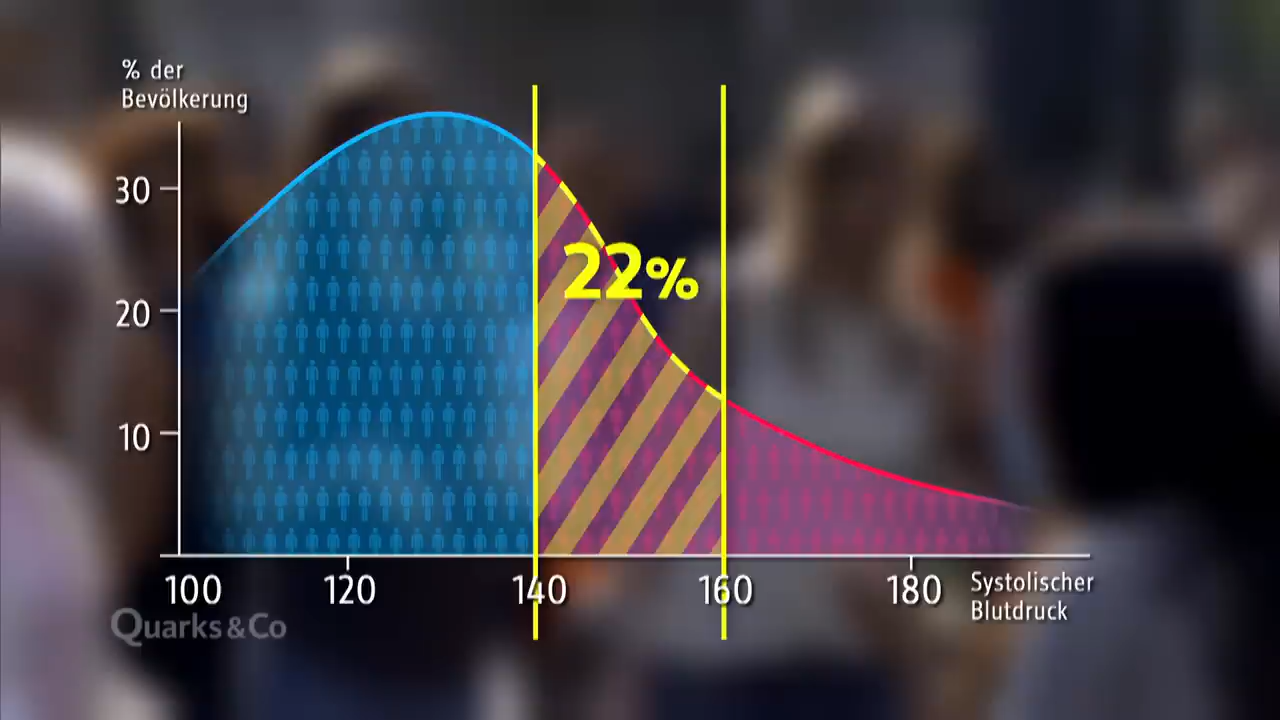 % der
Bevölkerung
30
20
10
22%
100 120 140 160 180
Systolischer
Blutdruck
Quarks&Co